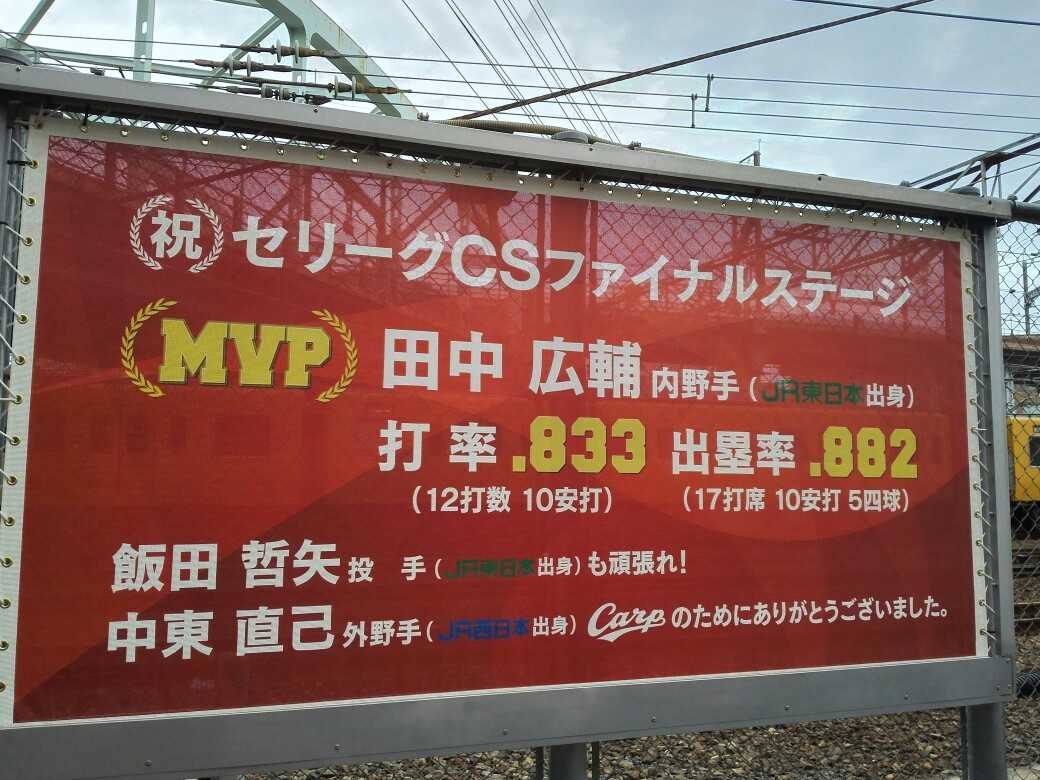 祝 セリーグCSファイナルステージ
MVP 田中 広輔 内野手 (JR東日本出身)
打率 .833 出塁率 .882
(12打数 10安打) (17打席 10安打 5四球)
飯田 哲矢 投 手 (JR東日本出身) も頑張れ!
中東 直己 外野手 (JR西日本出身) Carp のためにありがとうございました。